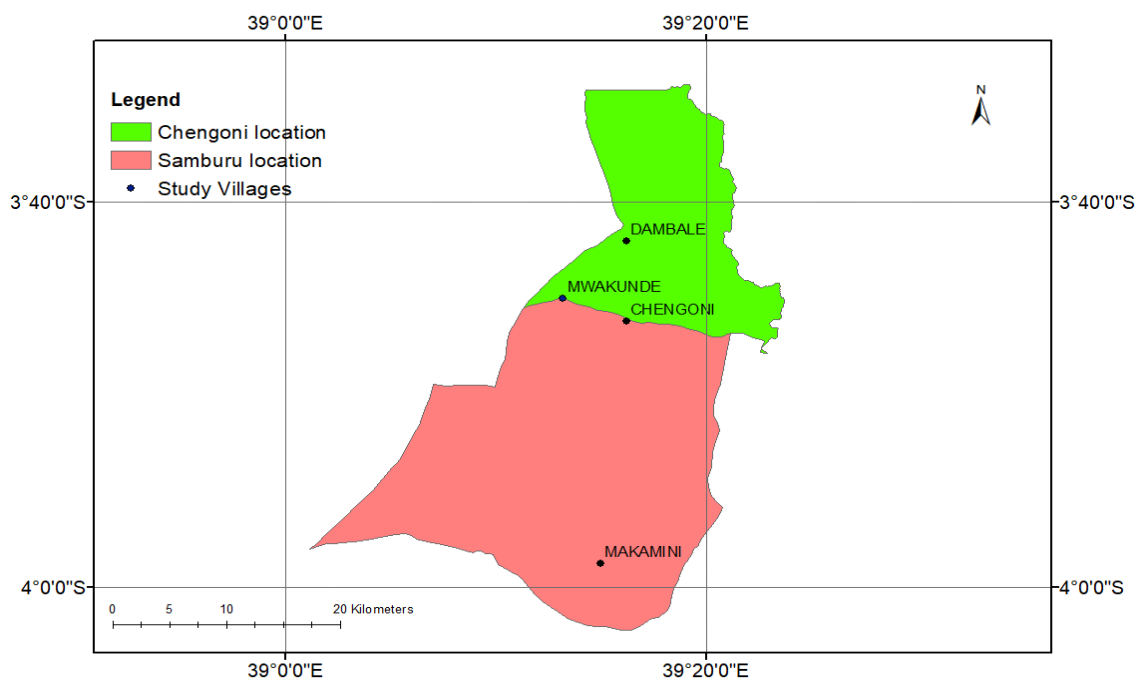 39°0'0"E
39°20'0"E
Legend
N
Chengoni location
Samburu location
Study Villages
3°40'0"S
3°40'0"S
DAMBALE
MWAKUNDE
CHENGONI
MAKAMINI
4°0'0"S
4°0'0"S
0 5 10 20 Kilometers
39°0'0"E
39°20'0"E